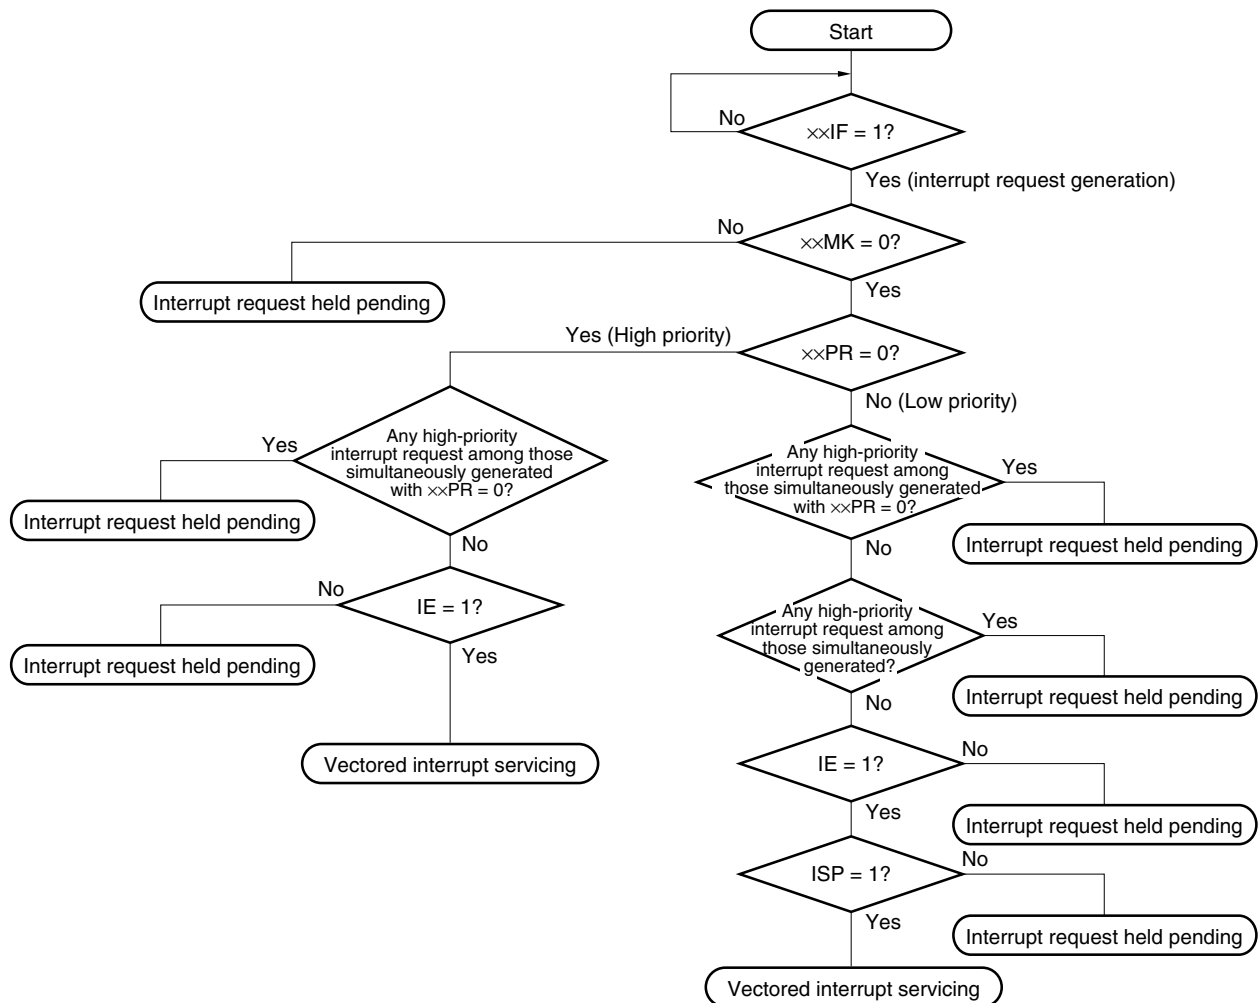 Start
No
××IF = 1?
Yes (interrupt request generation)
No
××MK = 0?
Interrupt request held pending
Yes
Yes (High priority)
××PR = 0?
No (Low priority)
Yes
Any high-priority
interrupt request among those
simultaneously generated
with ××PR = 0?
Any high-priority
interrupt request among
those simultaneously generated
with ××PR = 0?
Yes
Interrupt request held pending
Interrupt request held pending
No
No
No
IE = 1?
Any high-priority
interrupt request among
those simultaneously
generated?
Yes
Interrupt request held pending
Yes
Interrupt request held pending
No
Vectored interrupt servicing
IE = 1?
No
Yes
Interrupt request held pending
ISP = 1?
No
Yes
Interrupt request held pending
Vectored interrupt servicing